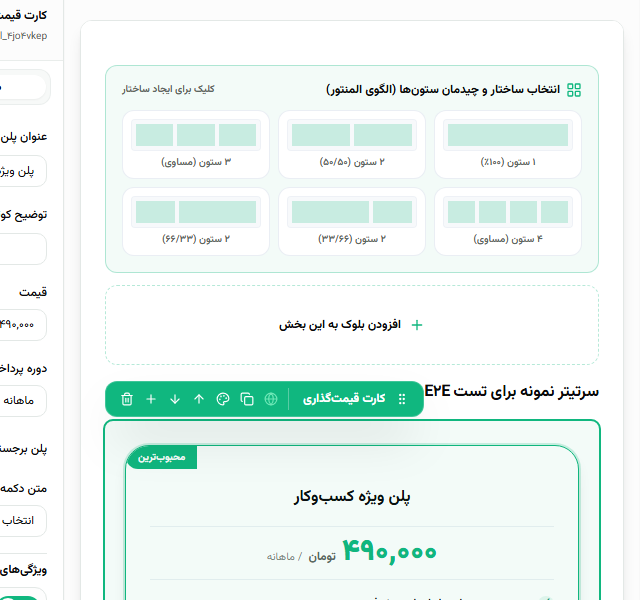 انتخاب ساختار و چیدمان ستون‌ها (الگوی المنتور)
کلیک برای ایجاد ساختار
۱ ستون (۱۰۰٪)
۲ ستون (۵۰/۵۰)
۳ ستون (مساوی)
۴ ستون (مساوی)
۲ ستون (۳۳/۶۶)
۲ ستون (۶۶/۳۳)
افزودن بلوک به این بخش
سرتیتر نمونه برای تست E2E
کارت قیمت‌گذاری
محبوب‌ترین
پلن ویژه کسب‌وکار
۴۹۰,۰۰۰ تومان / ماهانه
کارت قیمت
عنوان پلن
پلن ویژ
توضیح کو
قیمت
۴۹۰,۰۰۰
دوره پرداخ
ماهانه
پلن برجست
متن دکمه
انتخاب
ویژگی‌های